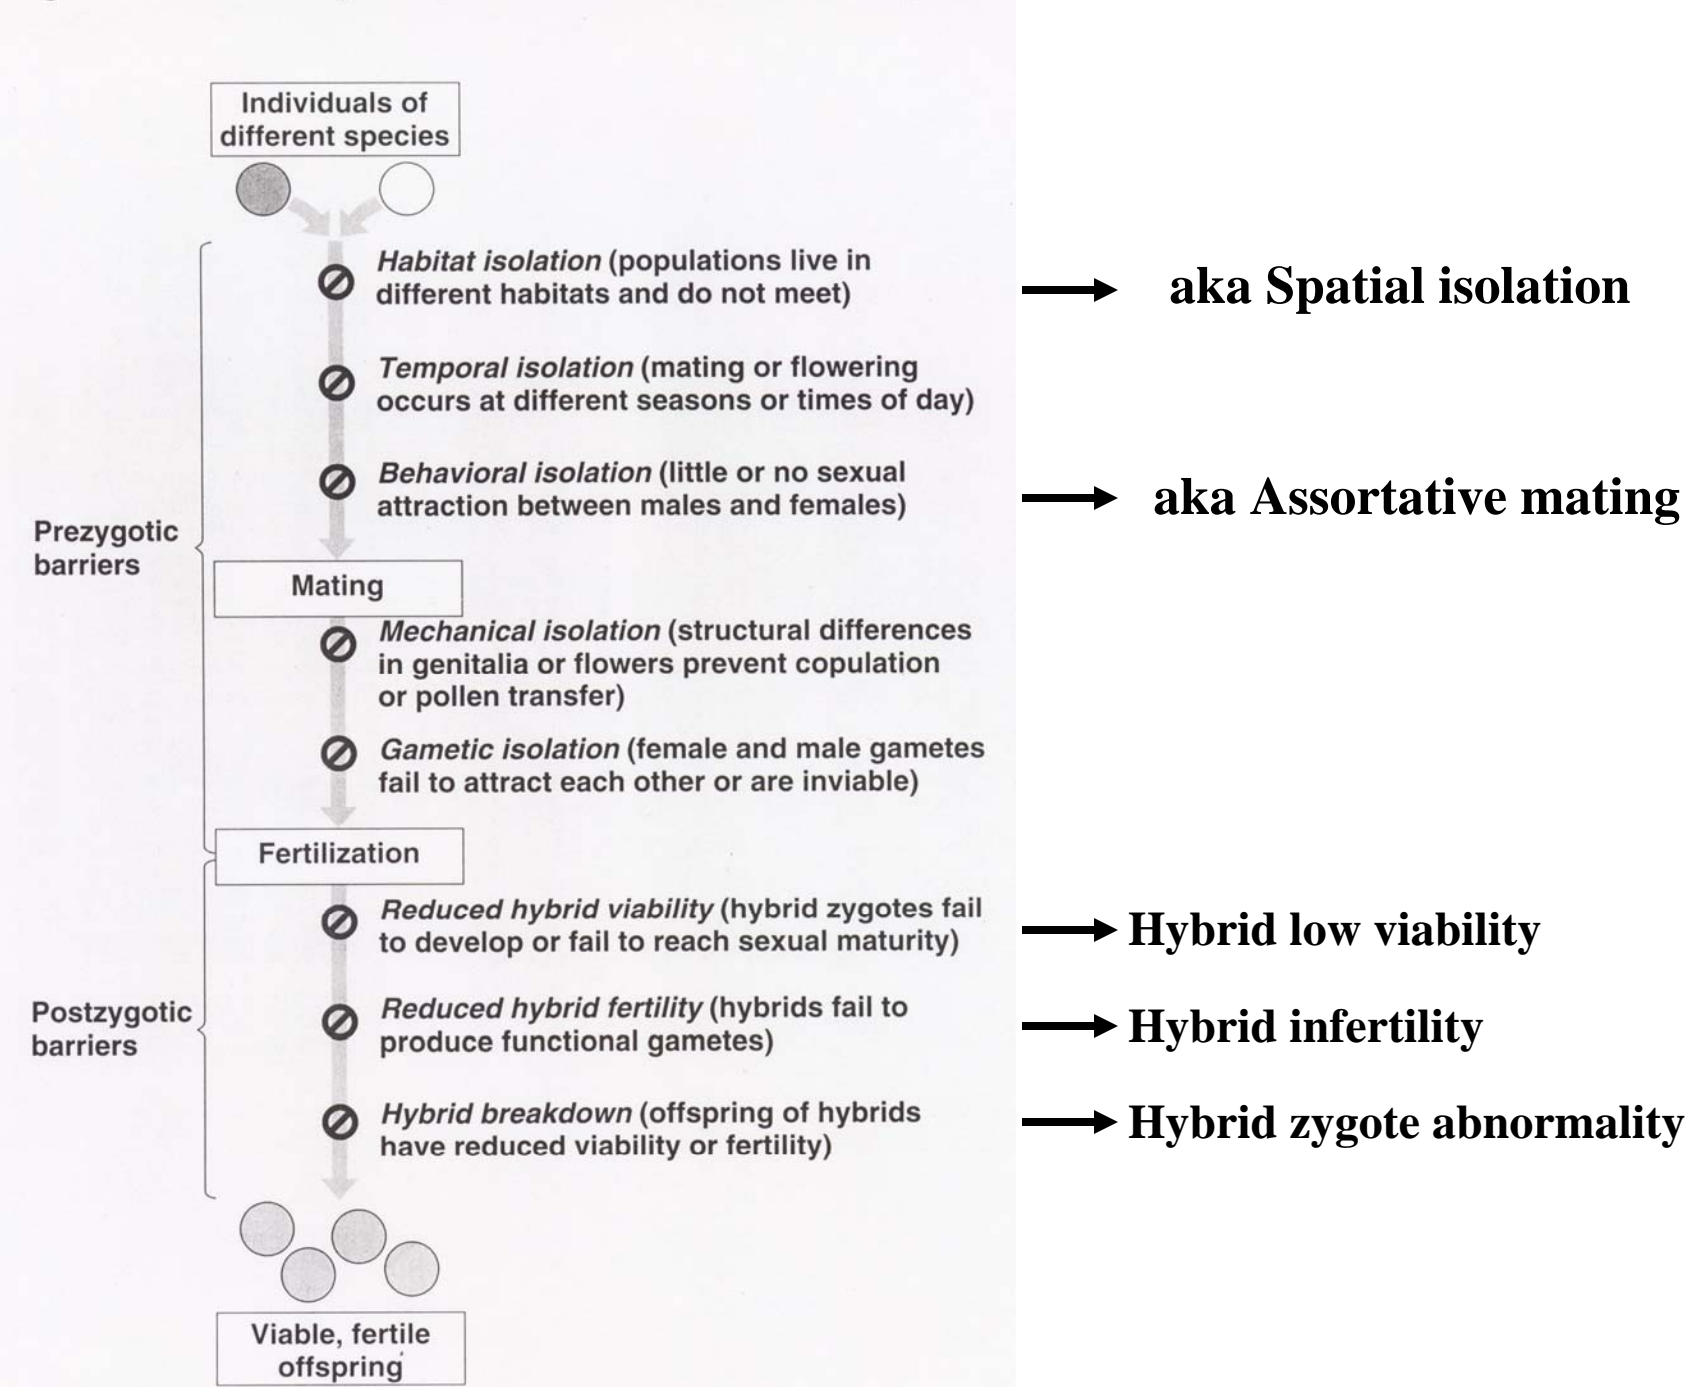 Individuals of
different species
Habitat isolation (populations live in
different habitats and do not meet)
aka Spatial isolation
Temporal isolation (mating or flowering
occurs at different seasons or times of day)
Behavioral isolation (little or no sexual
attraction between males and females)
aka Assortative mating
Prezygotic
barriers
Mating
Mechanical isolation (structural differences
in genitalia or flowers prevent copulation
or pollen transfer)
Gametic isolation (female and male gametes
fail to attract each other or are inviable)
Fertilization
Reduced hybrid viability (hybrid zygotes fail
to develop or fail to reach sexual maturity)
Hybrid low viability
Postzygotic
barriers
Reduced hybrid fertility (hybrids fail to
produce functional gametes)
Hybrid infertility
Hybrid breakdown (offspring of hybrids
have reduced viability or fertility)
Hybrid zygote abnormality
Viable, fertile
offspring